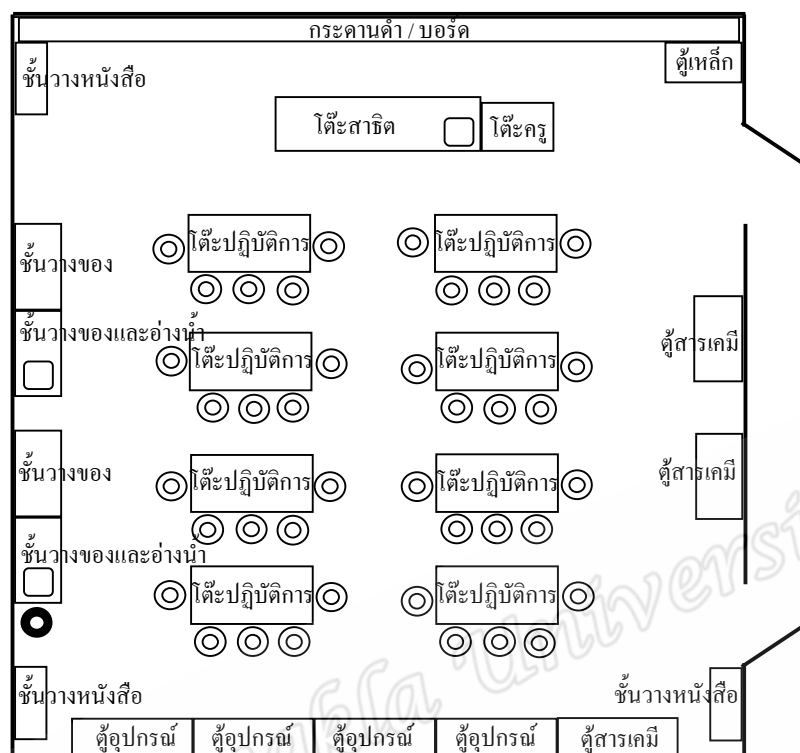 กระดานดำ / บอร์ด
ชั้นวางหนังสือ
ตู้เหล็ก
โต๊ะสาธิต
โต๊ะครู
โต๊ะปฏิบัติการ
โต๊ะปฏิบัติการ
ชั้นวางของ
ชั้นวางของและอ่างน้ำ
ตู้สารเคมี
โต๊ะปฏิบัติการ
โต๊ะปฏิบัติการ
ชั้นวางของ
ตู้สารเคมี
โต๊ะปฏิบัติการ
โต๊ะปฏิบัติการ
ชั้นวางของและอ่างน้ำ
โต๊ะปฏิบัติการ
โต๊ะปฏิบัติการ
ชั้นวางหนังสือ
ชั้นวางหนังสือ
ตู้อุปกรณ์
ตู้อุปกรณ์
ตู้อุปกรณ์
ตู้อุปกรณ์
ตู้สารเคมี